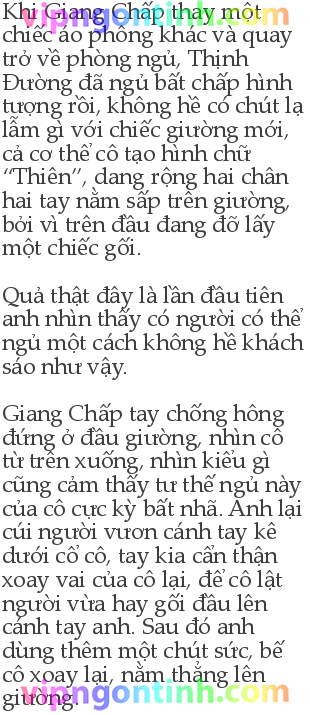 Khi Giang Chấp thay một
vipngontinh.com
chiếc áo phông khác và quay
trở về phòng ngủ, Thịnh
Đường đã ngủ bất chấp hình
tượng rồi, không hề có chút lạ
lẫm gì với chiếc giường mới,
cả cơ thể cô tạo hình chữ
“Thiên”, dang rộng hai chân
hai tay nằm sấp trên giường,
bởi vì trên đầu đang đỡ lấy
một chiếc gối.
Quả thật đây là lần đầu tiên
anh nhìn thấy có người có thể
ngủ một cách không hề khách
sáo như vậy.
Giang Chấp tay chống hông
đứng ở đầu giường, nhìn cô
từ trên xuống, nhìn kiểu gì
cũng cảm thấy tư thế ngủ này
của cô cực kỳ bất nhã. Anh lại
cúi người vươn cánh tay kê
dưới cổ cô, tay kia cẩn thận
xoay vai của cô lại, để cô lật
người vừa hay gối đầu lên
cánh tay anh. Sau đó anh
dùng thêm một chút sức, bế
cô xoay lại, nằm thẳng lên
giường.
vipngontinh.com